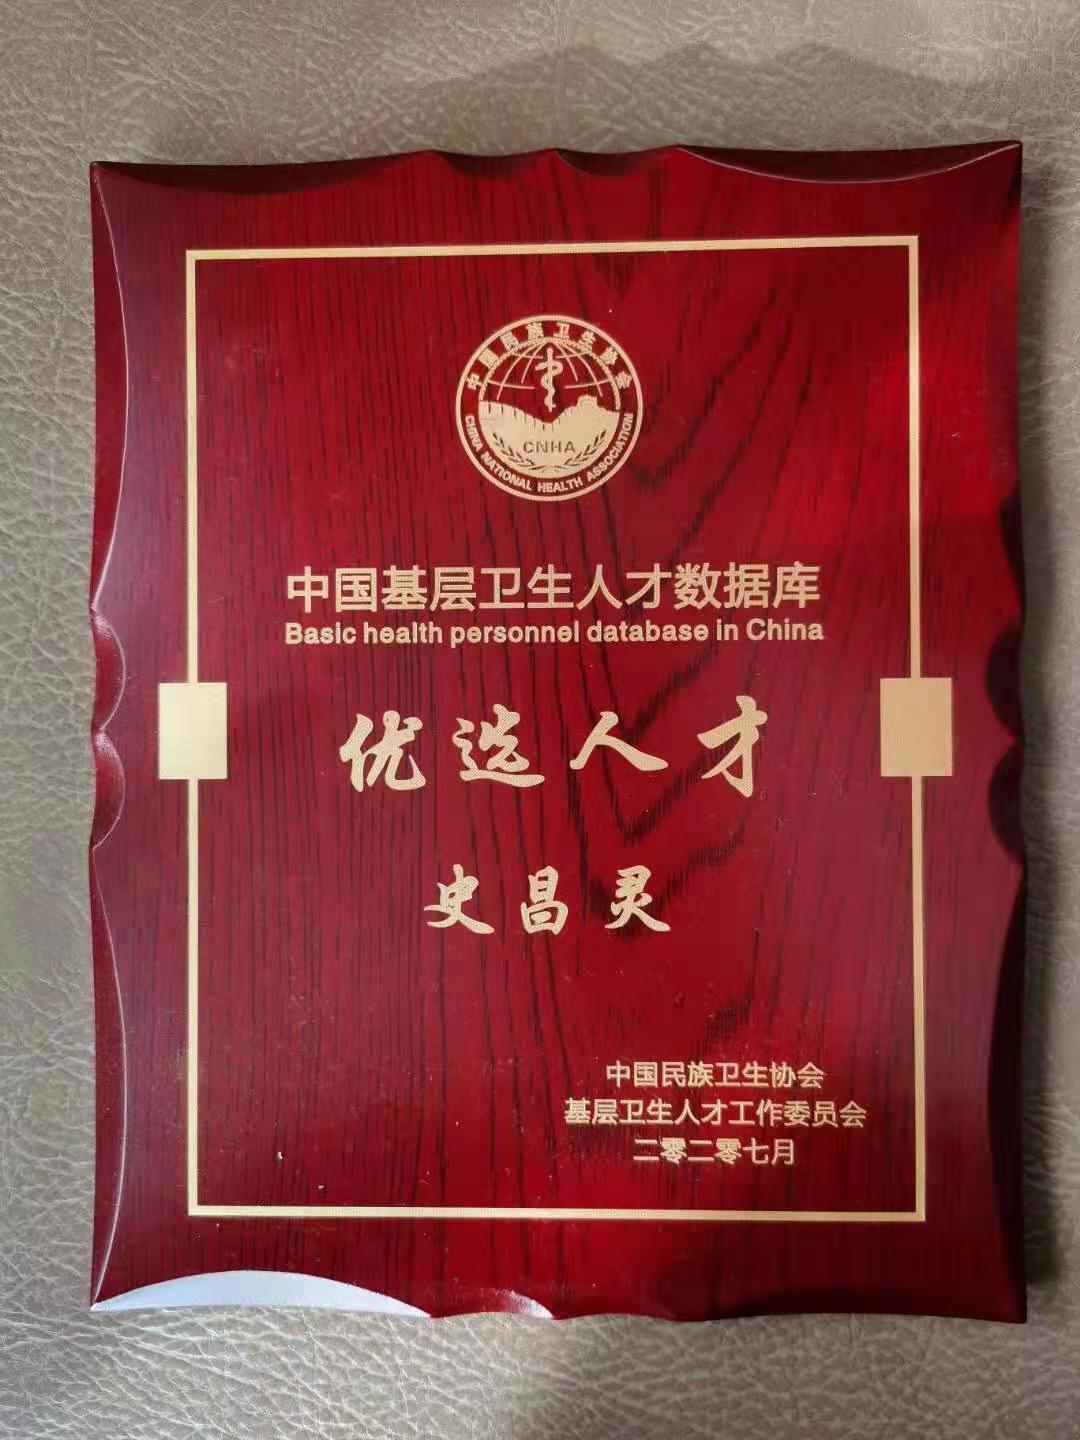 中国民族卫生协会
CNHA
CHINA NATIONAL HEALTH ASSOCIATION
中国基层卫生人才数据库
Basic health personnel database in China
优选人才
史昌灵
中国民族卫生协会
基层卫生人才工作委员会
二零二零七月